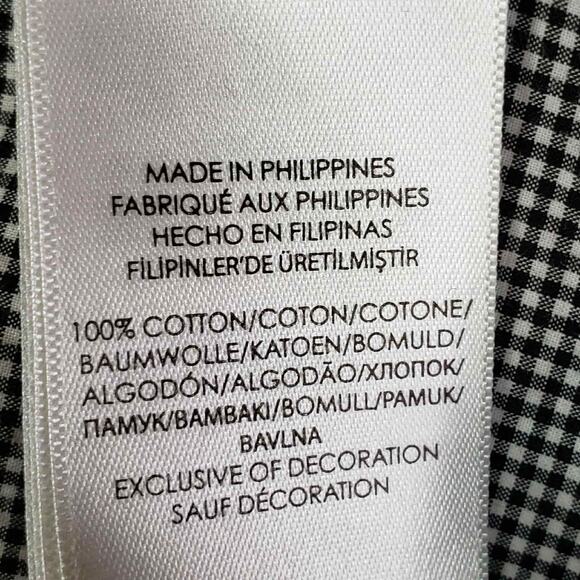 MADE IN PHILIPPINES
FABRIQUÉ AUX PHILIPPINES
HECHO EN FILIPINAS
FİLİPİNLER'DE ÜRETİLMİŞTİR
100% COTTON/COTON/COTONE/
BAUMWOLLE/KATOEN/BOMULD/
ALGODÓN/ALGODÃO/ХЛОПОК/
ПАМУК/BAMBAKI/BOMULL/PAMUK/
BAVLNA
EXCLUSIVE OF DECORATION
SAUF DÉCORATION